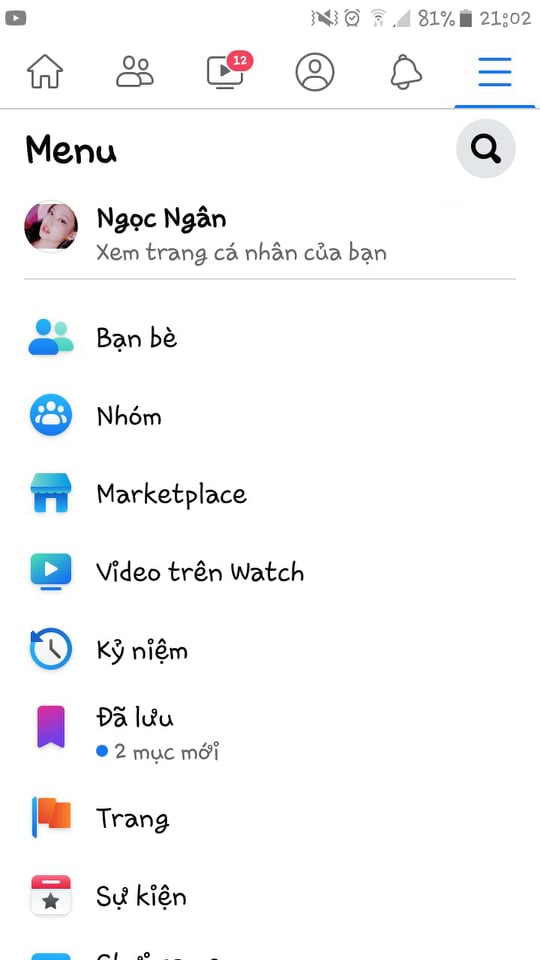 81% 21:02
12
Menu
Ngọc Ngân
Xem trang cá nhân của bạn
Bạn bè
Nhóm
Marketplace
Video trên Watch
Kỷ niệm
Đã lưu
2 mục mới
Trang
Sự kiện